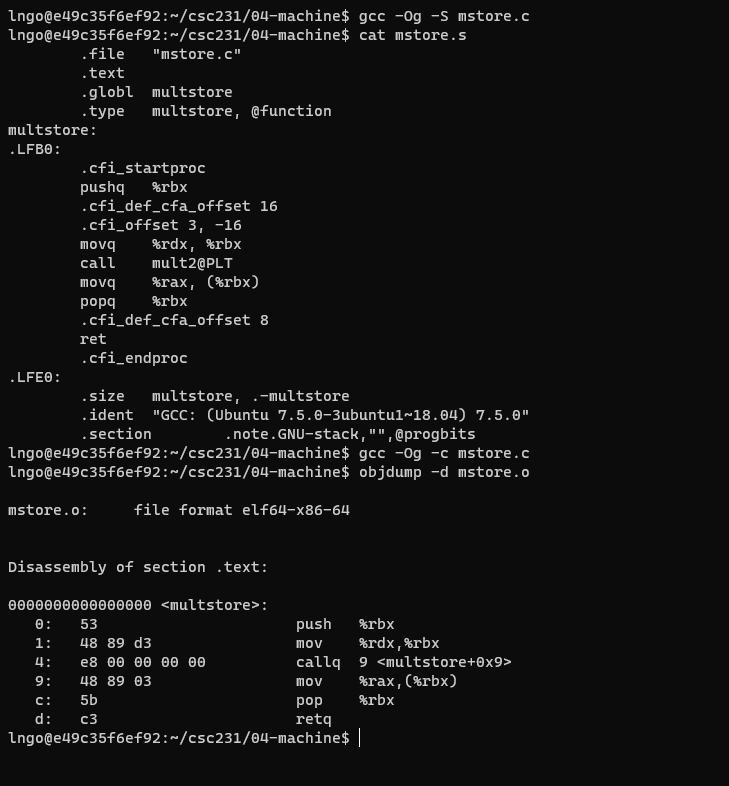 lngo@e49c35f6ef92:~/csc231/04-machine$ gcc -Og -S mstore.c
lngo@e49c35f6ef92:~/csc231/04-machine$ cat mstore.s
        .file   "mstore.c"
        .text
        .globl  multstore
        .type   multstore, @function
multstore:
.LFB0:
        .cfi_startproc
        pushq   %rbx
        .cfi_def_cfa_offset 16
        .cfi_offset 3, -16
        movq    %rdx, %rbx
        call    mult2@PLT
        movq    %rax, (%rbx)
        popq    %rbx
        .cfi_def_cfa_offset 8
        ret
        .cfi_endproc
.LFE0:
        .size   multstore, .-multstore
        .ident  "GCC: (Ubuntu 7.5.0-3ubuntu1~18.04) 7.5.0"
        .section        .note.GNU-stack,"",@progbits
lngo@e49c35f6ef92:~/csc231/04-machine$ gcc -Og -c mstore.c
lngo@e49c35f6ef92:~/csc231/04-machine$ objdump -d mstore.o

mstore.o:     file format elf64-x86-64


Disassembly of section .text:

0000000000000000 <multstore>:
   0:   53                      push   %rbx
   1:   48 89 d3                mov    %rdx,%rbx
   4:   e8 00 00 00 00          callq  9 <multstore+0x9>
   9:   48 89 03                mov    %rax,(%rbx)
   c:   5b                      pop    %rbx
   d:   c3                      retq
lngo@e49c35f6ef92:~/csc231/04-machine$